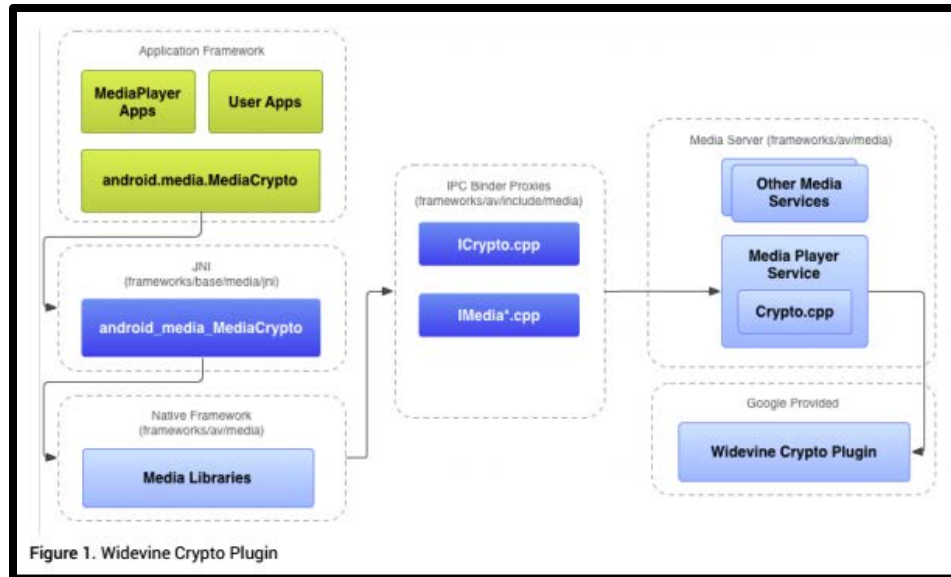 Application Framework
MediaPlayer
Apps
User Apps
android.media.MediaCrypto
JNI
(frameworks/base/media/jni)
android_media_MediaCrypto
Native Framework
(frameworks/av/media)
Media Libraries
IPC Binder Proxies
(frameworks/av/include/media)
ICrypto.cpp
IMedia*.cpp
Media Server (frameworks/av/media)
Other Media
Services
Media Player
Service
Crypto.cpp
Google Provided
Widevine Crypto Plugin
Figure 1. Widevine Crypto Plugin